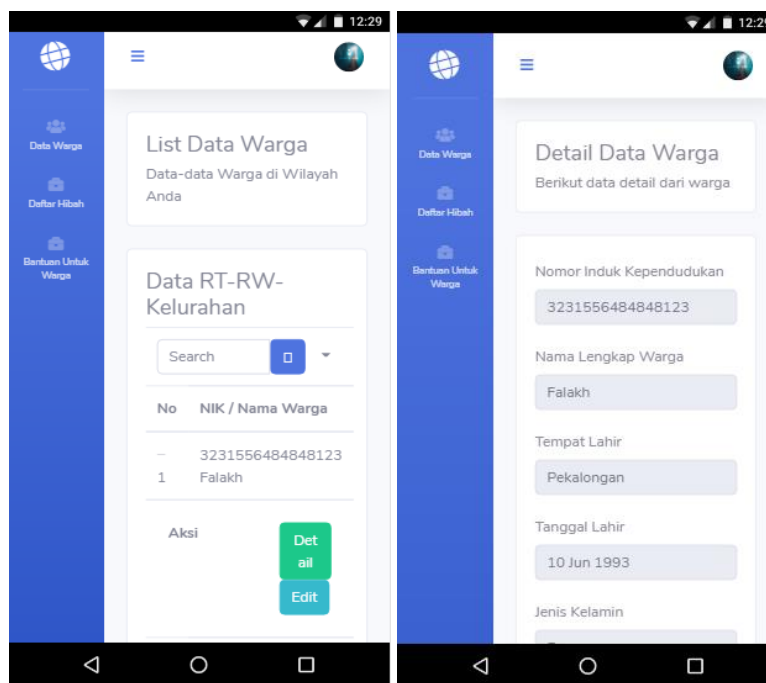 12:29
Data Warga
Daftar Hibah
Bantuan Untuk
Warga
List Data Warga
Data-data Warga di Wilayah
Anda
Data RT-RW-
Kelurahan
Search
No NIK / Nama Warga
1 3231556484848123
Falakh
Aksi
Det
ail
Edit
12:29
Data Warga
Daftar Hibah
Bantuan Untuk
Warga
Detail Data Warga
Berikut data detail dari warga
Nomor Induk Kependudukan
3231556484848123
Nama Lengkap Warga
Falakh
Tempat Lahir
Pekalongan
Tanggal Lahir
10 Jun 1993
Jenis Kelamin